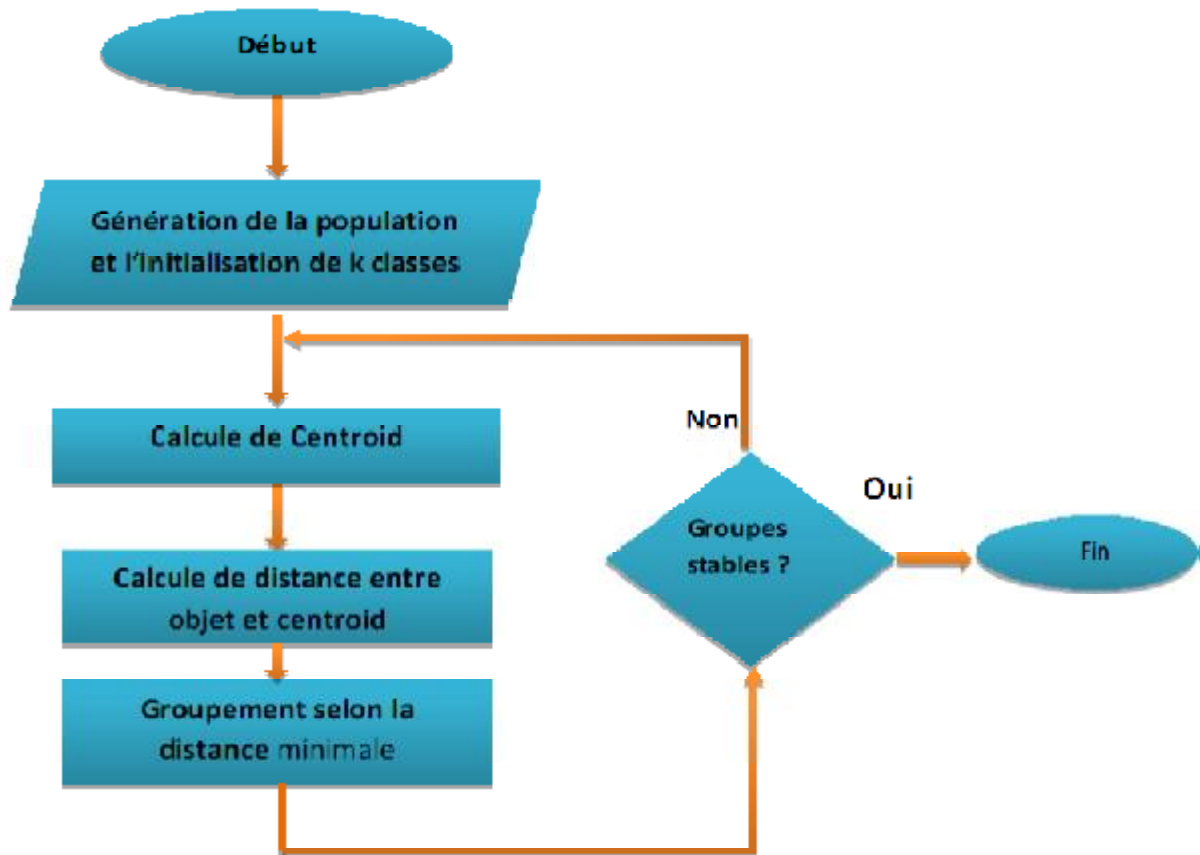 Début
Génération de la population
et l'initialisation de k classes
Calcule de Centroid
Non
Oui
Groupes
stables ?
Fin
Calcule de distance entre
objet et centroid
Groupement selon la
distance minimale